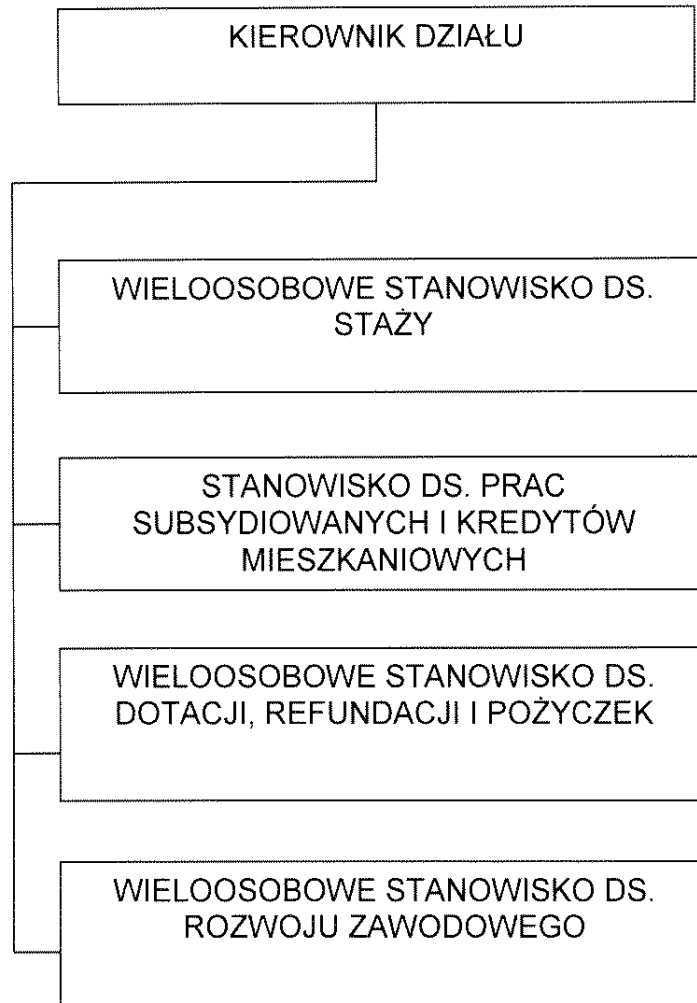 KIEROWNIK DZIAŁU
WIELOOSOBOWE STANOWISKO DS.
STAŻY
STANOWISKO DS. PRAC
SUBSYDIOWANYCH I KREDYTÓW
MIESZKANIOWYCH
WIELOOSOBOWE STANOWISKO DS.
DOTACJI, REFUNDACJI I POŻYCZEK
WIELOOSOBOWE STANOWISKO DS.
ROZWOJU ZAWODOWEGO